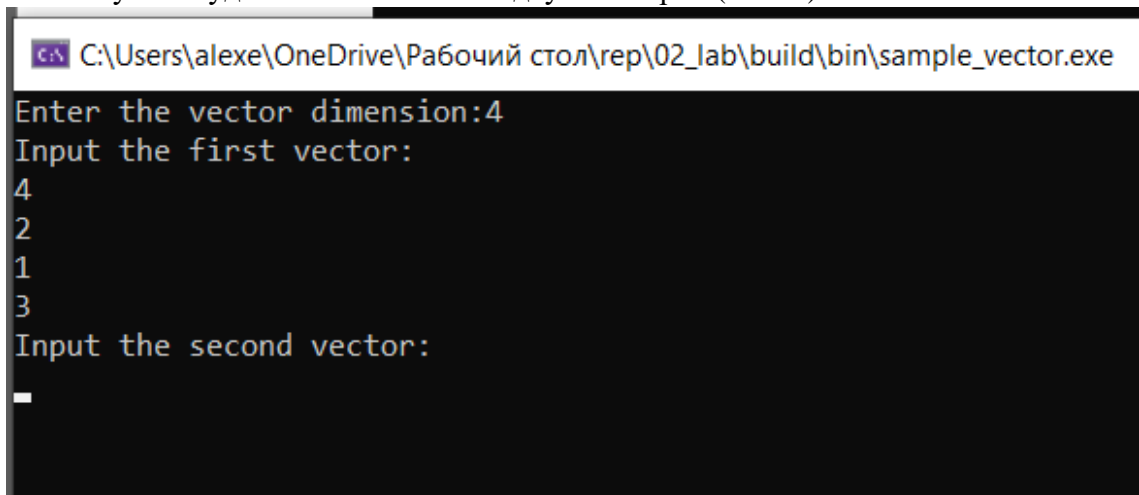 C:\Users\alexe\OneDrive\Рабочий стол\rep\02_lab\build\bin\sample_vector.exe
Enter the vector dimension:4
Input the first vector:
4
2
1
3
Input the second vector: